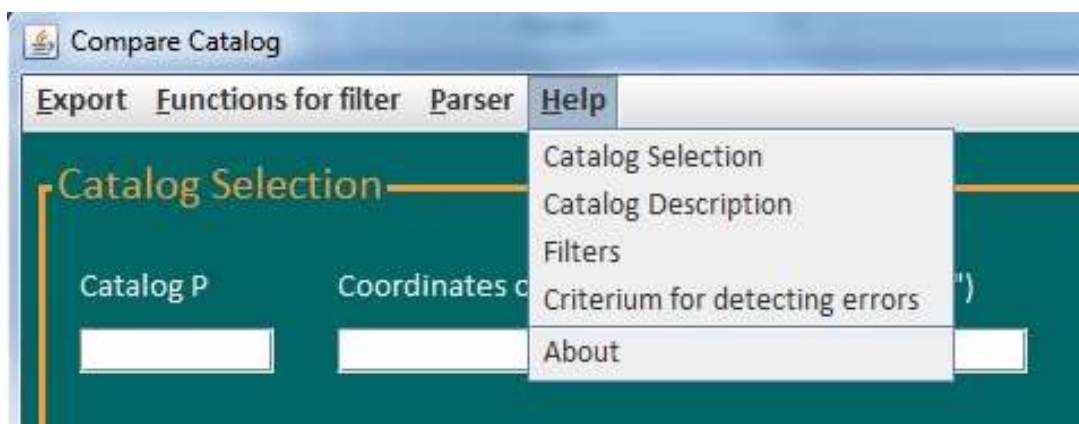 Compare Catalog
Export Functions for filter Parser Help
Catalog Selection
Catalog Selection
Catalog Description
Filters
Criterium for detecting errors
About
Catalog P
Coordinates
")